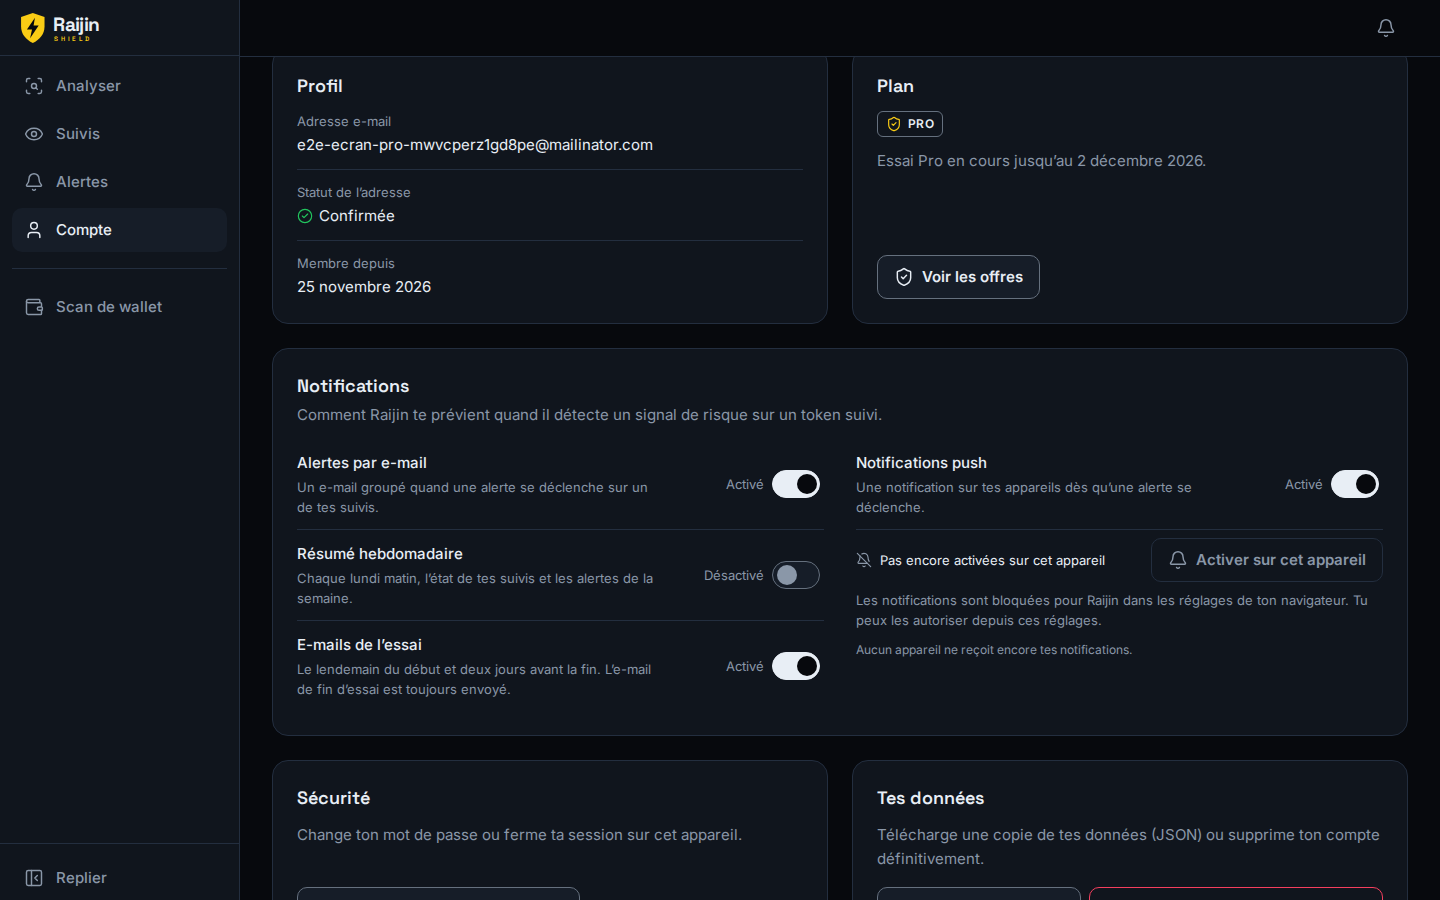 Raijin
SHIELD
Analyser
Suivis
Alertes
Compte
Scan de wallet
Replier
Profil
Adresse e-mail
e2e-ecran-pro-mwvcperz1gd8pe@mailinator.com
Statut de l’adresse
Confirmée
Membre depuis
25 novembre 2026
Plan
PRO
Essai Pro en cours jusqu’au 2 décembre 2026.
Voir les offres
Notifications
Comment Raijin te prévient quand il détecte un signal de risque sur un token suivi.
Alertes par e-mail
Un e-mail groupé quand une alerte se déclenche sur un
de tes suivis.
Activé
Résumé hebdomadaire
Chaque lundi matin, l’état de tes suivis et les alertes de la
semaine.
Désactivé
E-mails de l’essai
Le lendemain du début et deux jours avant la fin. L’e-mail
de fin d’essai est toujours envoyé.
Activé
Notifications push
Une notification sur tes appareils dès qu’une alerte se
déclenche.
Activé
Pas encore activées sur cet appareil
Activer sur cet appareil
Les notifications sont bloquées pour Raijin dans les réglages de ton navigateur. Tu
peux les autoriser depuis ces réglages.
Aucun appareil ne reçoit encore tes notifications.
Sécurité
Change ton mot de passe ou ferme ta session sur cet appareil.
Tes données
Télécharge une copie de tes données (JSON) ou supprime ton compte
définitivement.